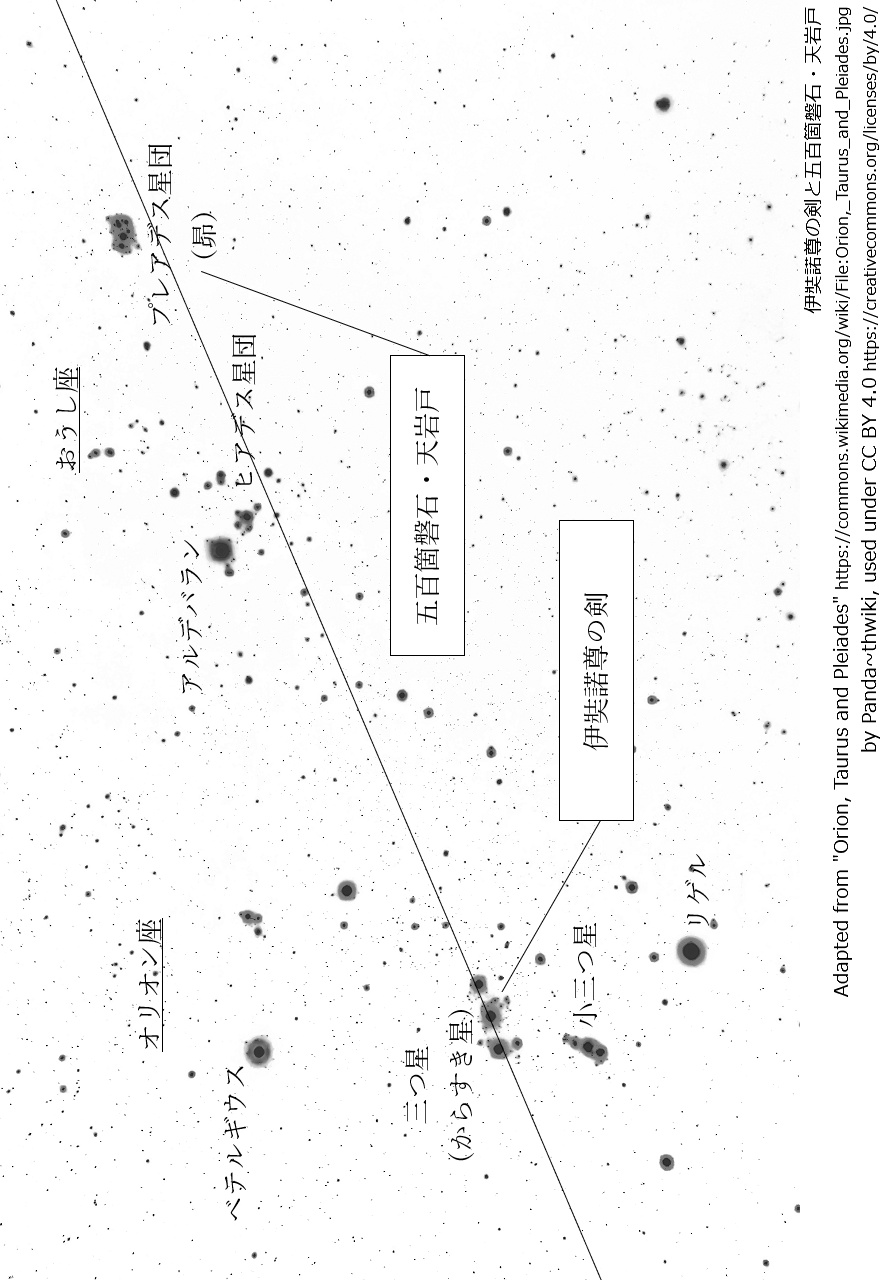 プレアデス星団
(昴)
おうし座
ヒアデス星団
アルデバラン
五百箇磐石・天岩戸
伊奘諾尊の剣
オリオン座
ベテルギウス
三つ星
(からすき星)
小三つ星
リゲル
伊奘諾尊の剣と五百箇磐石・天岩戸
Adapted from "Orion, Taurus and Pleiades" https://commons.wikimedia.org/wiki/File:Orion,_Taurus_and_Pleiades.jpg
by Panda~thwiki, used under CC BY 4.0 https://creativecommons.org/licenses/by/4.0/